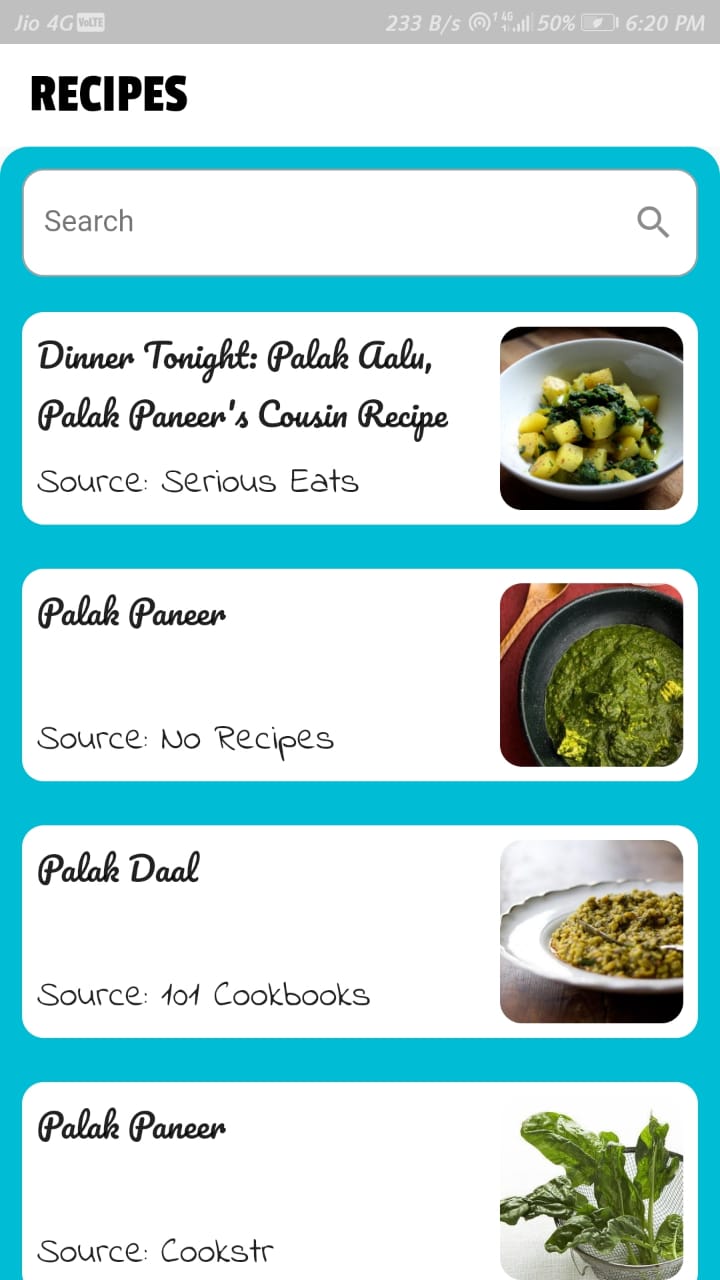 Jio 4G VoLTE 233 B/s 1 4G 50% 6:20 PM
RECIPES
Search
Dinner Tonight: Palak Aalu,
Palak Paneer's Cousin Recipe
Source: Serious Eats
Palak Paneer
Source: No Recipes
Palak Daal
Source: 101 Cookbooks
Palak Paneer
Source: Cookstr